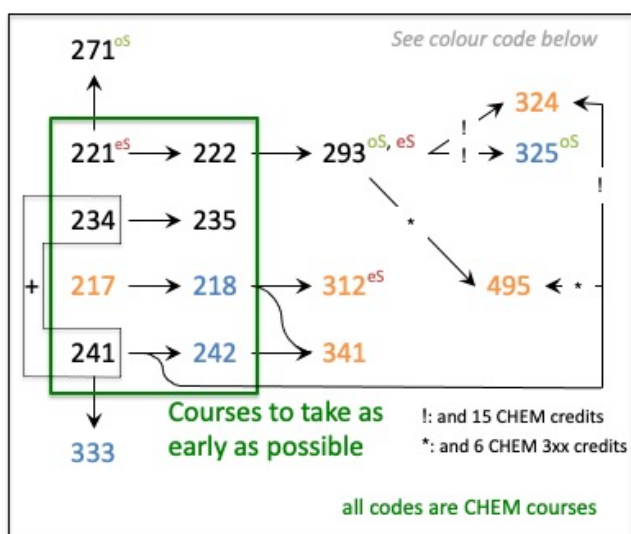 271oS
See colour code below
324
!
221eS
222
293oS, eS
!
325oS
!
234
235
*
+
217
218
312eS
495
*
241
242
341
Courses to take as
early as possible
!: and 15 CHEM credits
*: and 6 CHEM 3xx credits
333
all codes are CHEM courses